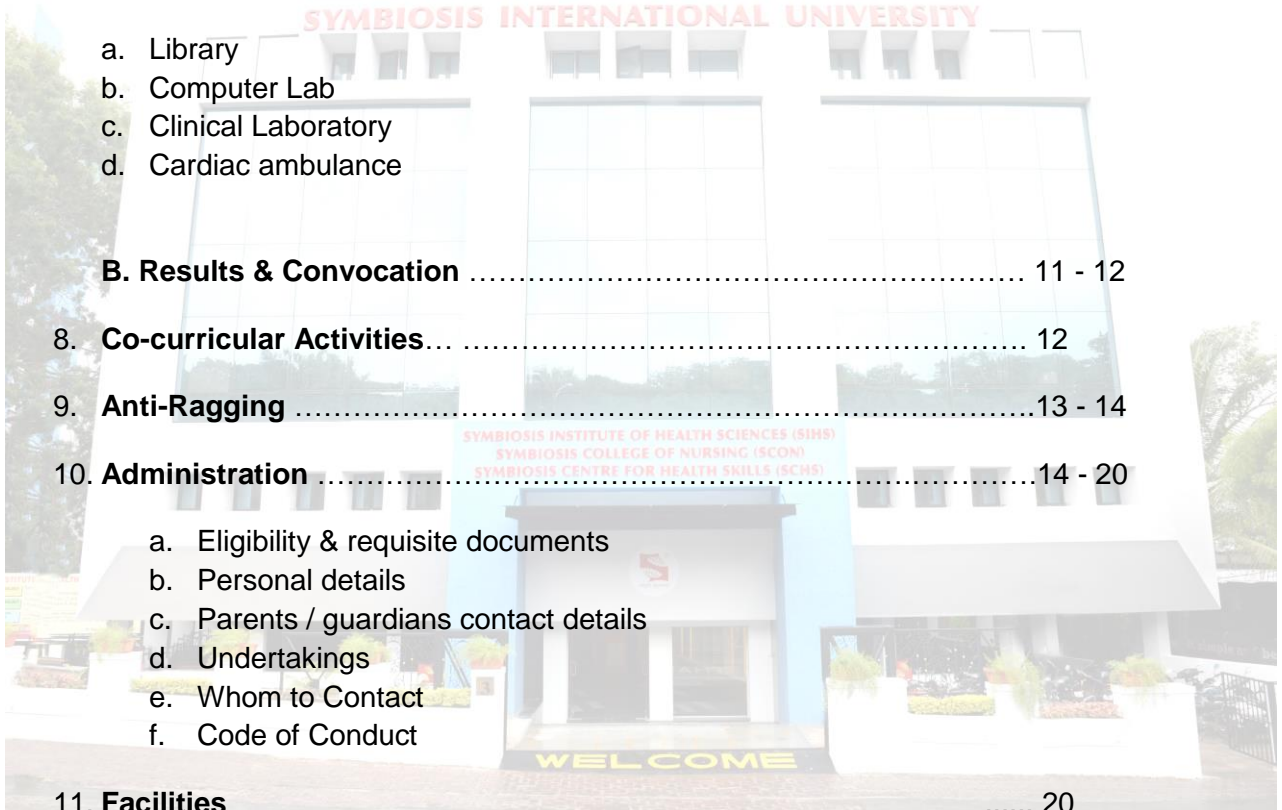 SYMBIOSIS INTERNATIONAL UNIVERSITY
a. Library
b. Computer Lab
c. Clinical Laboratory
d. Cardiac ambulance
B. Results & Convocation ………………………………………………… 11 - 12
8. Co-curricular Activities… ……………………………………………………… 12
9. Anti-Ragging ……………………………………………………………………….13 - 14
SYMBIOSIS INSTITUTE OF HEALTH SCIENCES (SIHS)
SYMBIOSIS COLLEGE OF NURSING (SCON)
SYMBIOSIS CENTRE FOR HEALTH SKILLS (SCHS)
10. Administration …………………………………………………………………….14 - 20
a. Eligibility & requisite documents
b. Personal details
c. Parents / guardians contact details
d. Undertakings
e. Whom to Contact
f. Code of Conduct
WELCOME
11. Facilities ...... 20